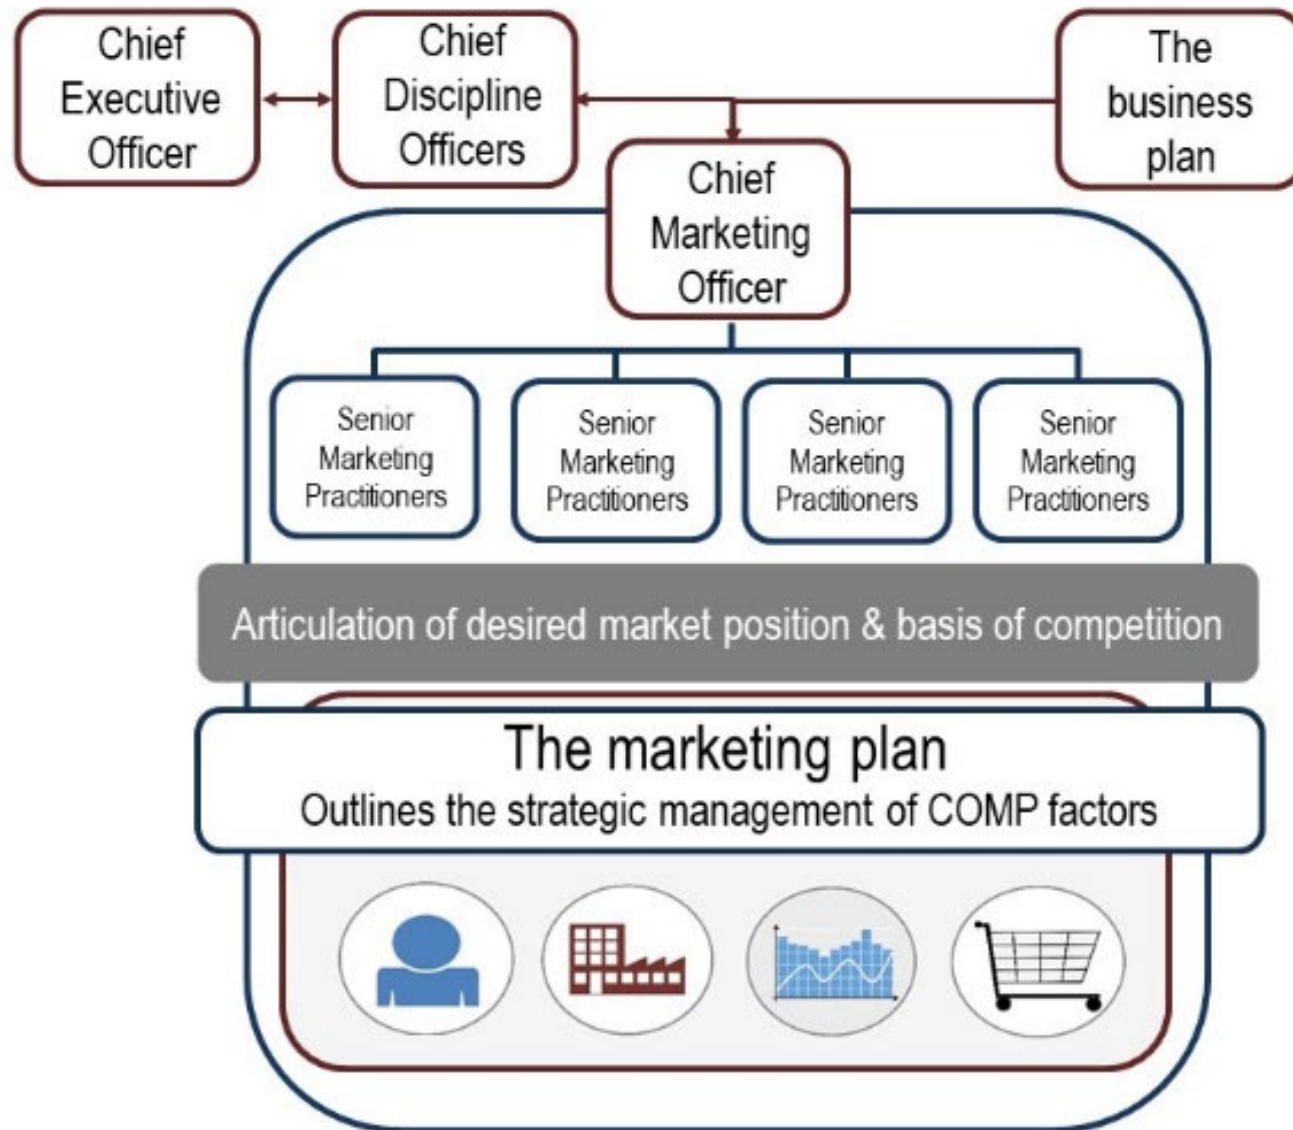 Chief
Executive
Officer
Chief
Discipline
Officers
The
business
plan
Chief
Marketing
Officer
Senior
Marketing
Practitioners
Senior
Marketing
Practitioners
Senior
Marketing
Practitioners
Senior
Marketing
Practitioners
Articulation of desired market position & basis of competition
The marketing plan
Outlines the strategic management of COMP factors